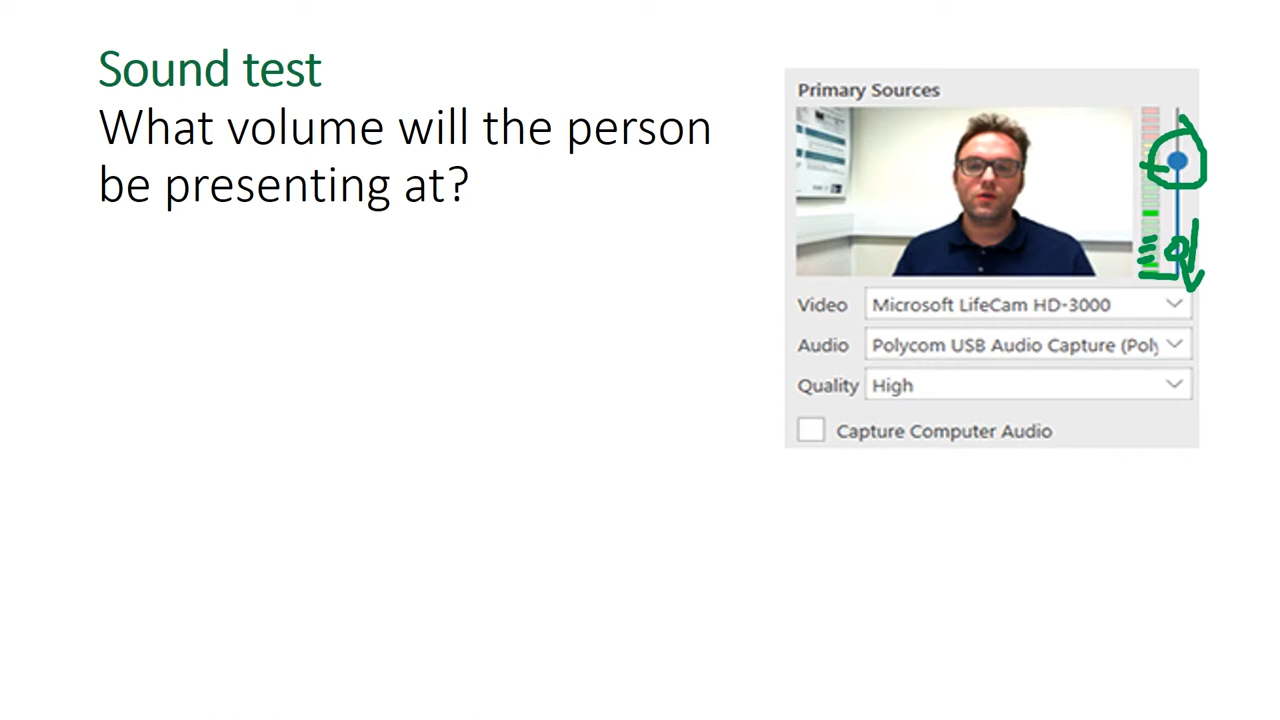 Sound test
What volume will the person
be presenting at?
Primary Sources
Video Microsoft LifeCam HD-3000
Audio Polycom USB Audio Capture (Poly
Quality High
Capture Computer Audio